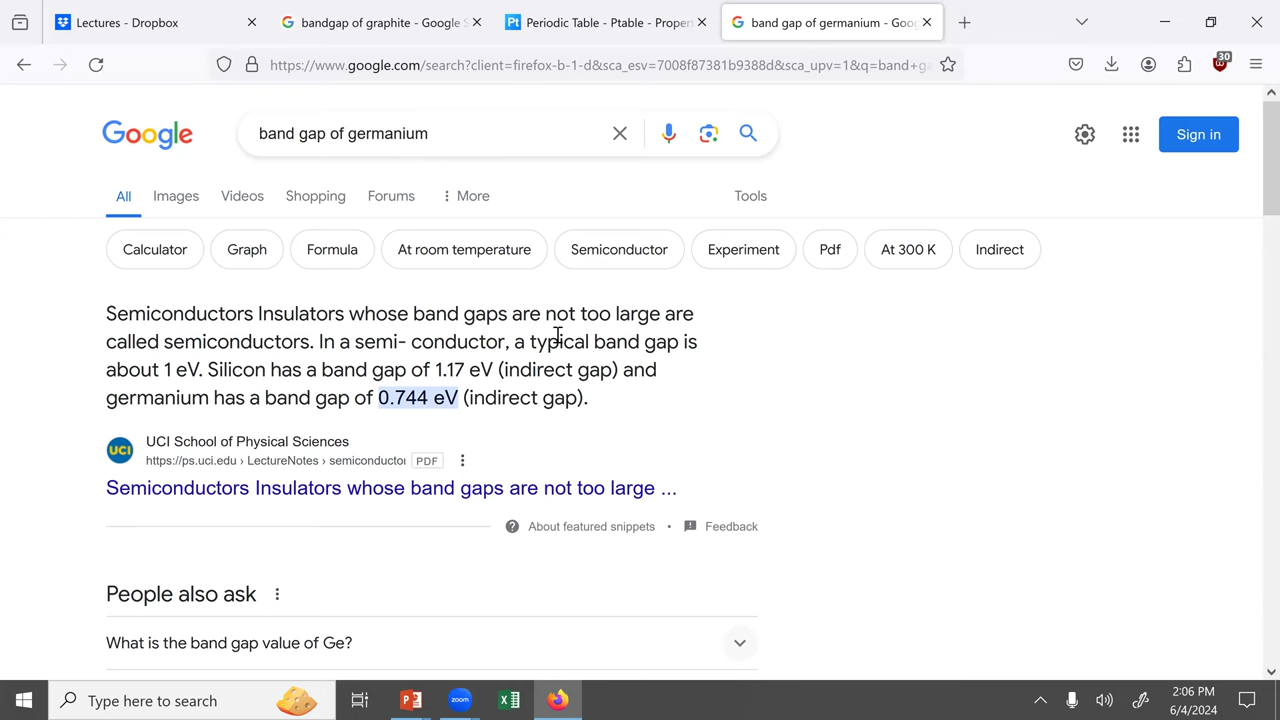 Lectures - Dropbox
bandgap of graphite - Google S
Periodic Table - Ptable - Proper
band gap of germanium - Goog
https://www.google.com/search?client=firefox-b-1-d&sca_esv=7008f87381b9388d&sca_upv=1&q=band+ga
30
Google
band gap of germanium
Sign in
All Images Videos Shopping Forums More Tools
Calculator Graph Formula At room temperature Semiconductor Experiment Pdf At 300 K Indirect
Semiconductors Insulators whose band gaps are not too large are
called semiconductors. In a semi- conductor, a typical band gap is
about 1 eV. Silicon has a band gap of 1.17 eV (indirect gap) and
germanium has a band gap of 0.744 eV (indirect gap).
UCI
UCI School of Physical Sciences
https://ps.uci.edu › LectureNotes › semiconductor PDF
Semiconductors Insulators whose band gaps are not too large ...
About featured snippets • Feedback
People also ask
What is the band gap value of Ge?
Type here to search
zoom
2:06 PM
6/4/2024